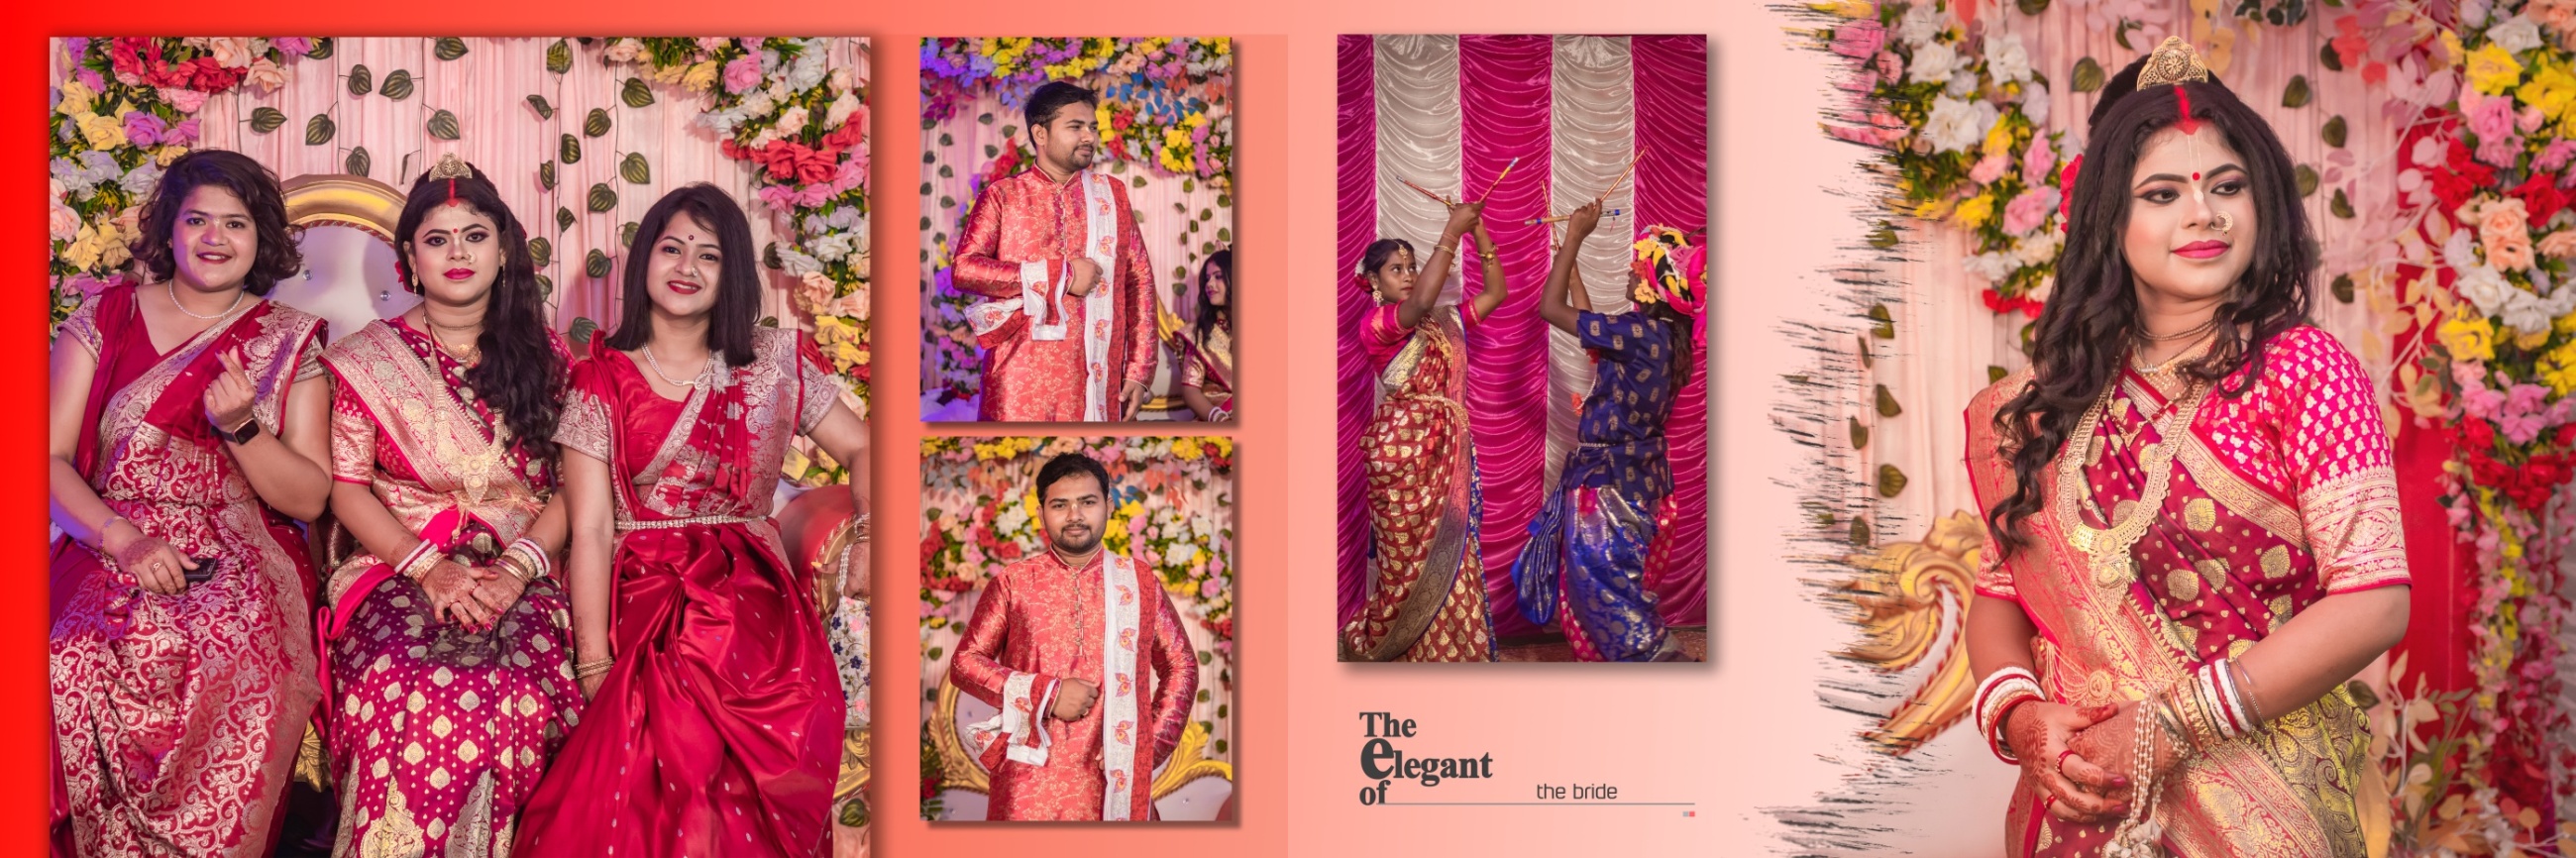 The
elegant
of
the bride